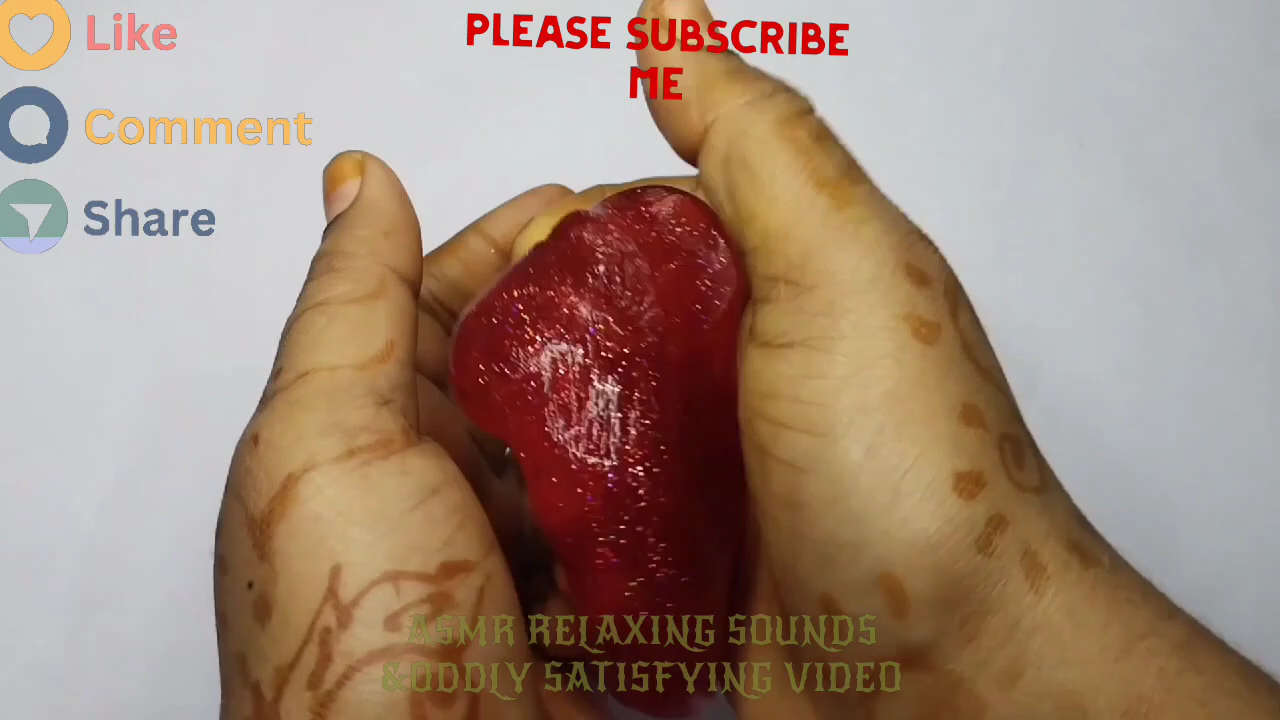 Like
PLEASE SUBSCRIBE
ME
Comment
Share
ASMR RELAXING SOUNDS
&ODDLY SATISFYING VIDEO